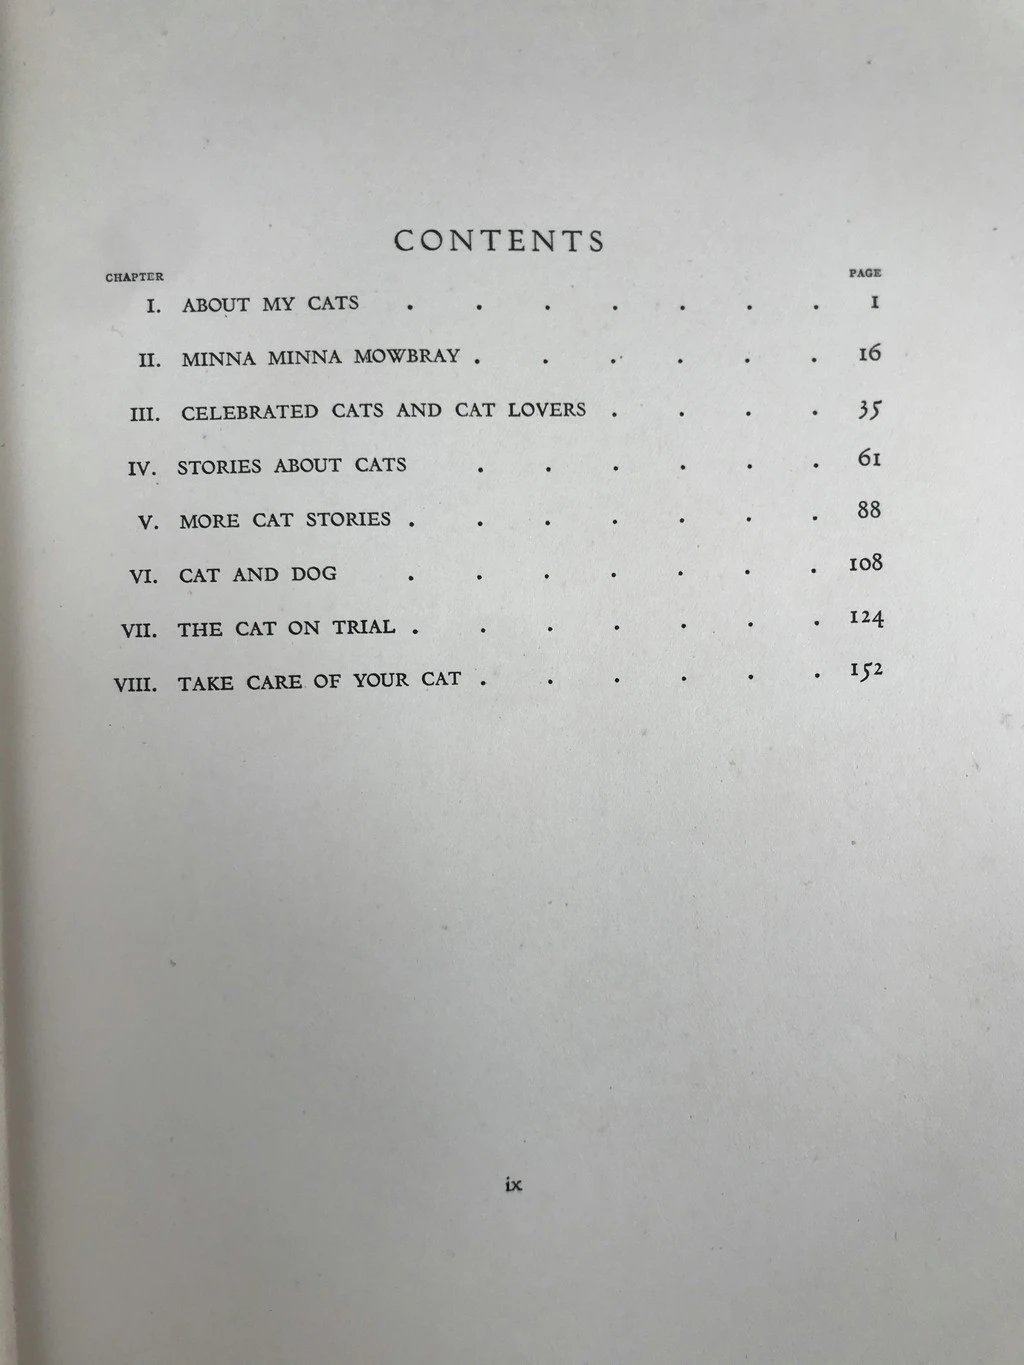 CONTENTS
CHAPTER PAGE
I. ABOUT MY CATS . . . . . . . 1
II. MINNA MINNA MOWBRAY . . . . . . 16
III. CELEBRATED CATS AND CAT LOVERS . . . . 35
IV. STORIES ABOUT CATS . . . . . . 61
V. MORE CAT STORIES . . . . . . . 88
VI. CAT AND DOG . . . . . . . 108
VII. THE CAT ON TRIAL . . . . . . . 124
VIII. TAKE CARE OF YOUR CAT . . . . . . 152
ix